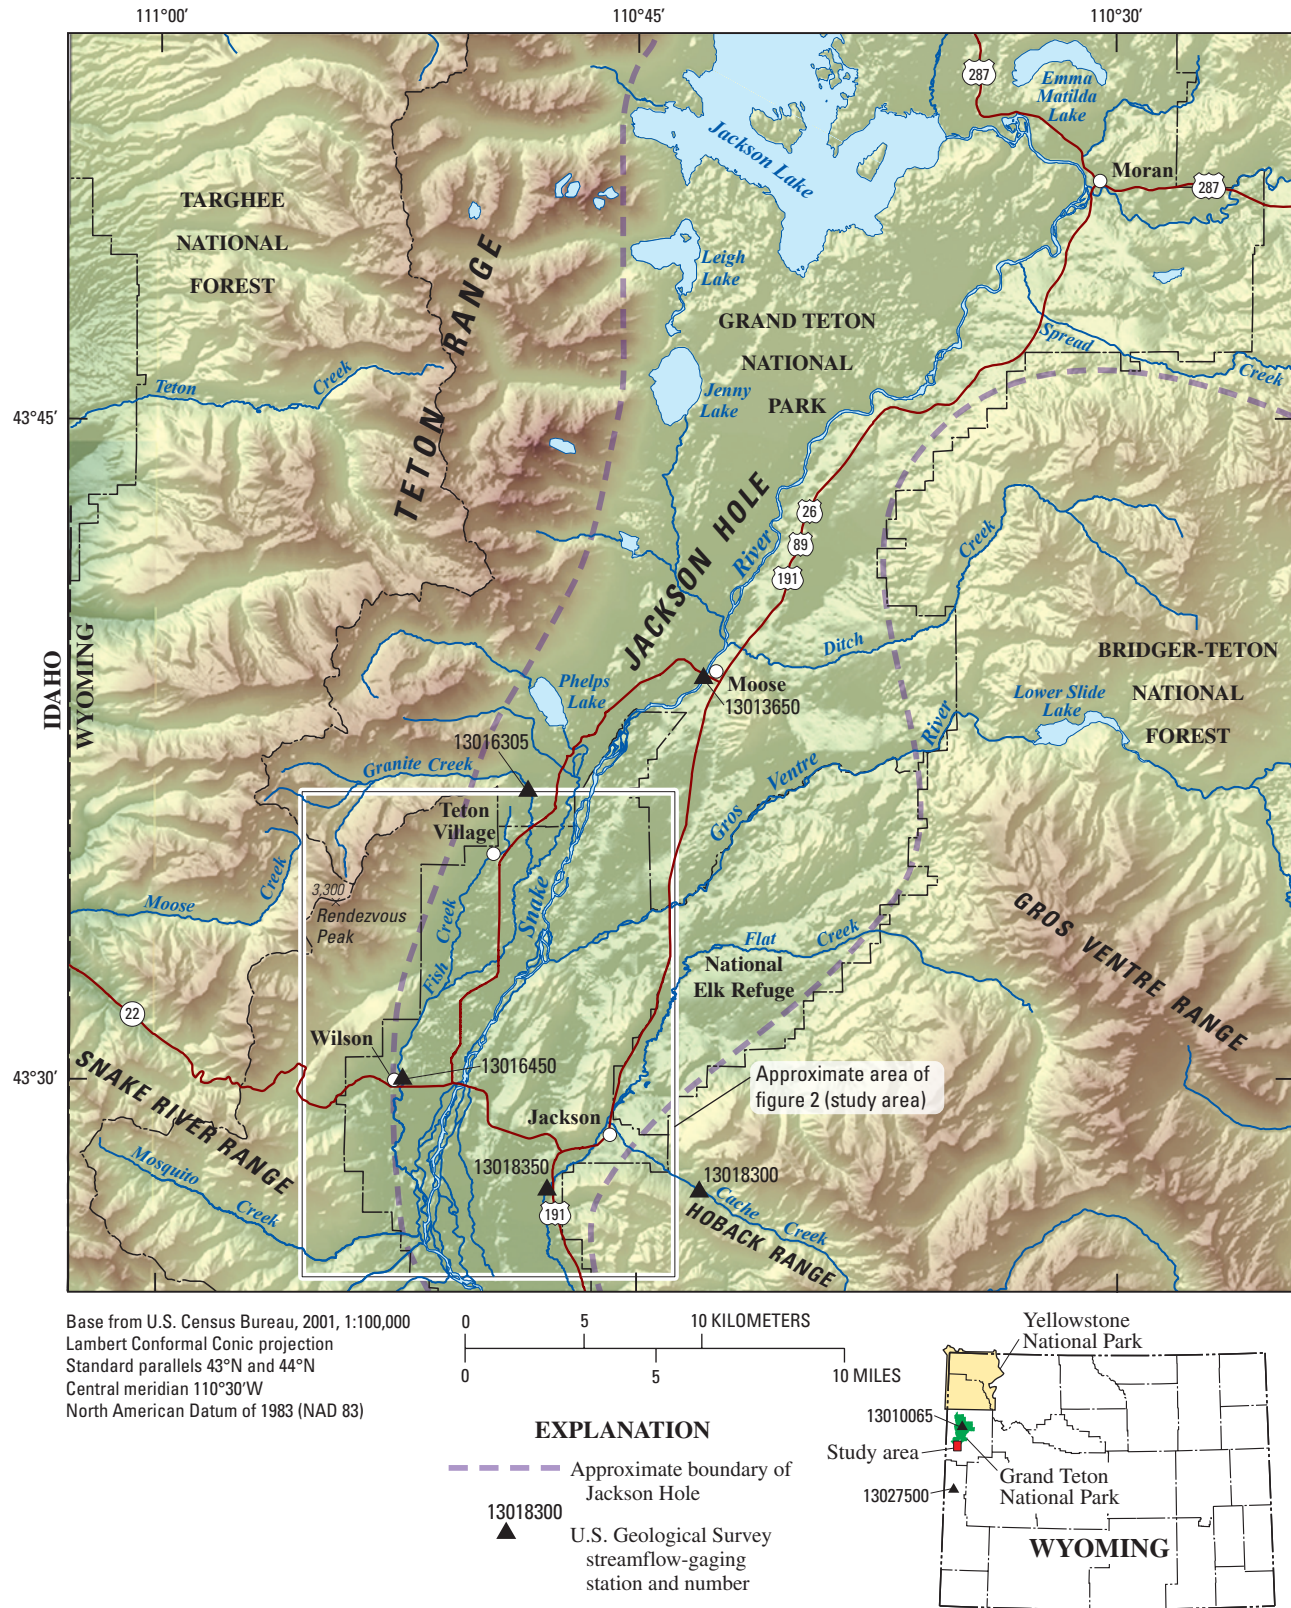 111°00′
110°45′
110°30′
287
Emma
Matilda
Lake
Jackson Lake
Moran
287
TARGHEE
NATIONAL
FOREST
TETON RANGE
Leigh
Lake
GRAND TETON
NATIONAL
PARK
Spread
Creek
Teton
Creek
Jenny
Lake
43°45′
JACKSON HOLE
26
89
191
River
Creek
Ditch
IDAHO
WYOMING
BRIDGER-TETON
NATIONAL
FOREST
Phelps
Lake
Moose
13013650
Lower Slide
Lake
River
Ventre
Gros
13016305
Granite Creek
Teton
Village
Creek
Moose
3,300
Rendezvous
Peak
Creek
Fish
Snake
GROS VENTRE RANGE
Flat
Creek
National
Elk Refuge
22
Wilson
13016450
43°30′
SNAKE RIVER RANGE
Approximate area of
figure 2 (study area)
Jackson
Mosquito
Creek
13018350
191
13018300
Cache
Creek
HOBACK RANGE
Base from U.S. Census Bureau, 2001, 1:100,000
Lambert Conformal Conic projection
Standard parallels 43°N and 44°N
Central meridian 110°30′W
North American Datum of 1983 (NAD 83)
0 5 10 KILOMETERS
0 5 10 MILES
EXPLANATION
Approximate boundary of
Jackson Hole
13018300
U.S. Geological Survey
streamflow-gaging
station and number
Yellowstone
National Park
13010065
Study area
Grand Teton
National Park
13027500
WYOMING